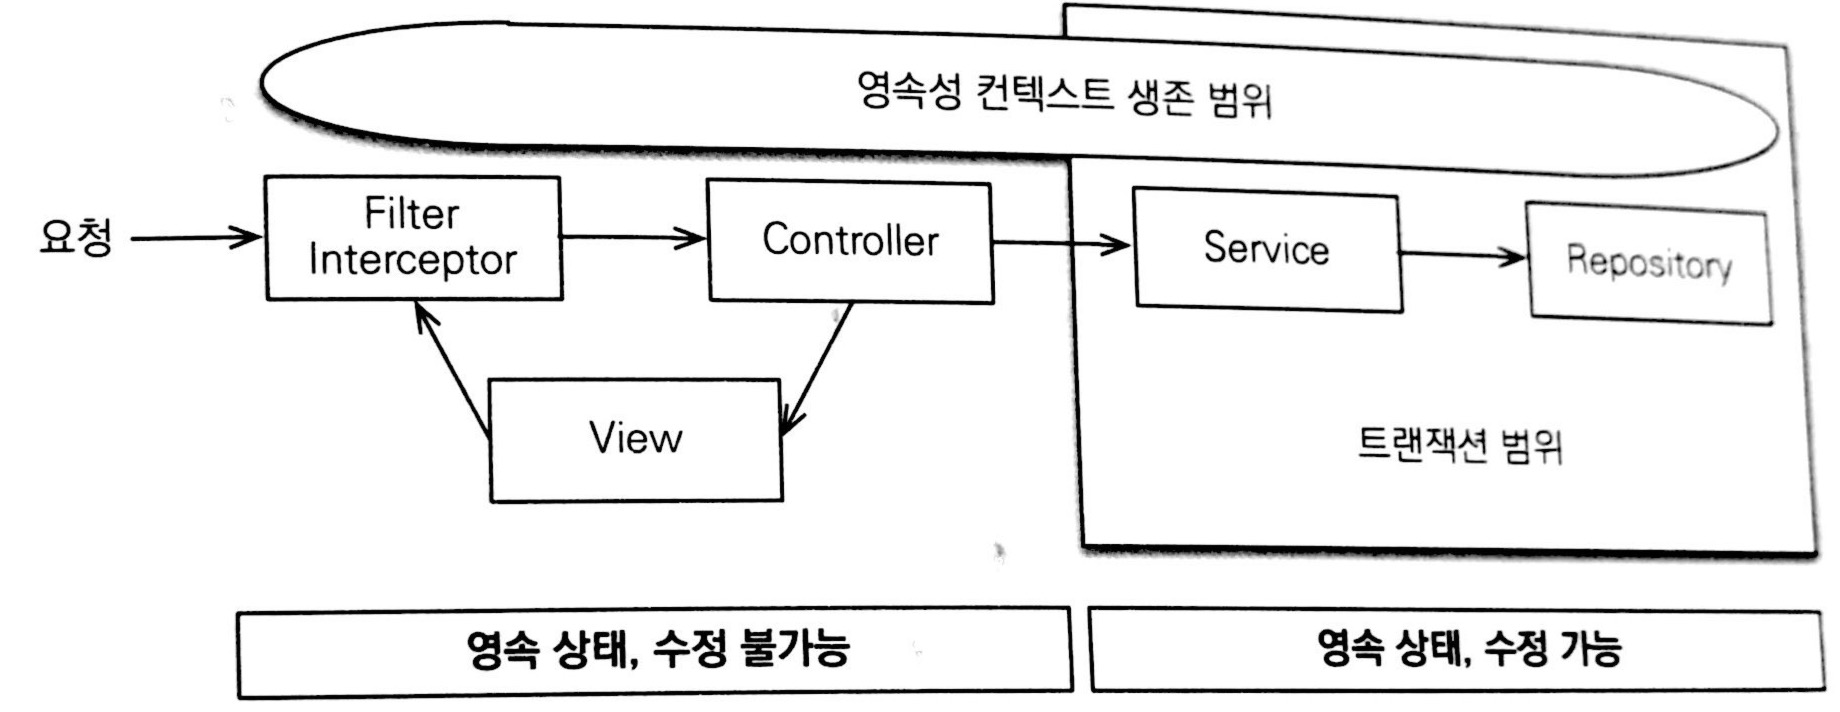 영속성 컨텍스트 생존 범위
요청
Filter
Interceptor
Controller
Service
Repository
View
트랜잭션 범위
영속 상태, 수정 불가능
영속 상태, 수정 가능